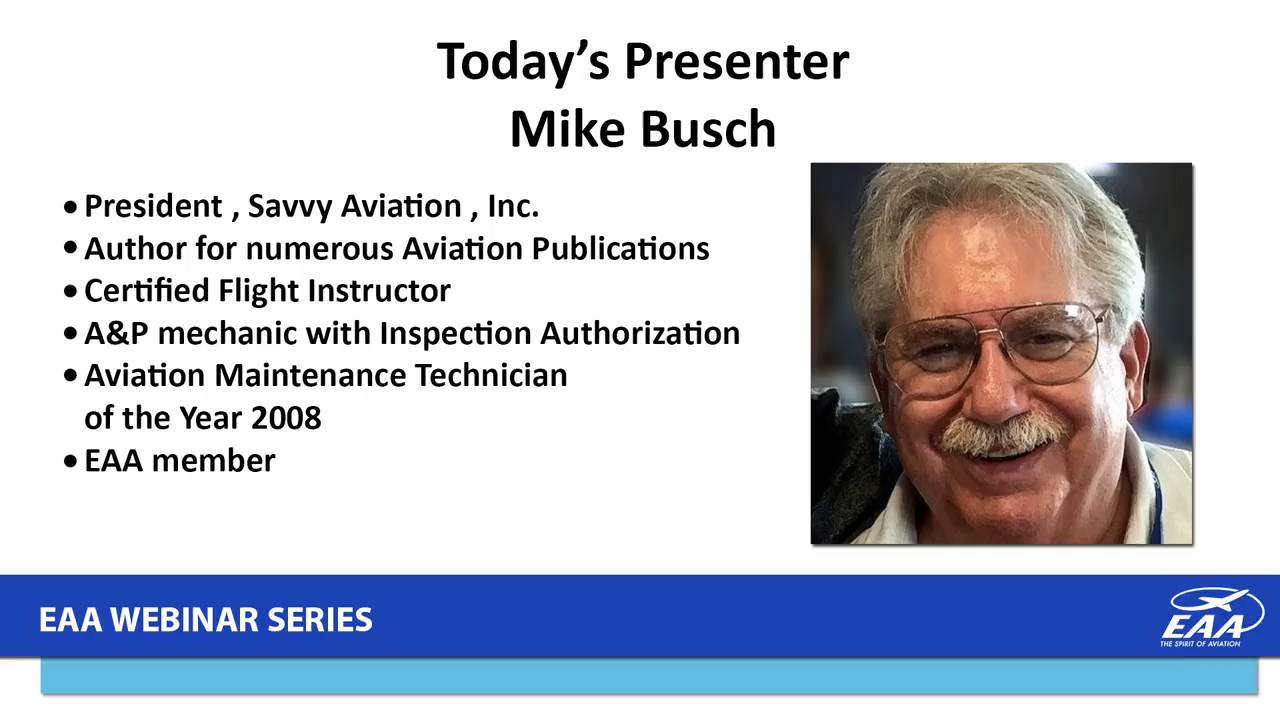 Today’s Presenter
Mike Busch
• President , Savvy Aviation , Inc.
• Author for numerous Aviation Publications
• Certified Flight Instructor
• A&P mechanic with Inspection Authorization
• Aviation Maintenance Technician
of the Year 2008
• EAA member
EAA WEBINAR SERIES
EAA
THE SPIRIT OF AVIATION